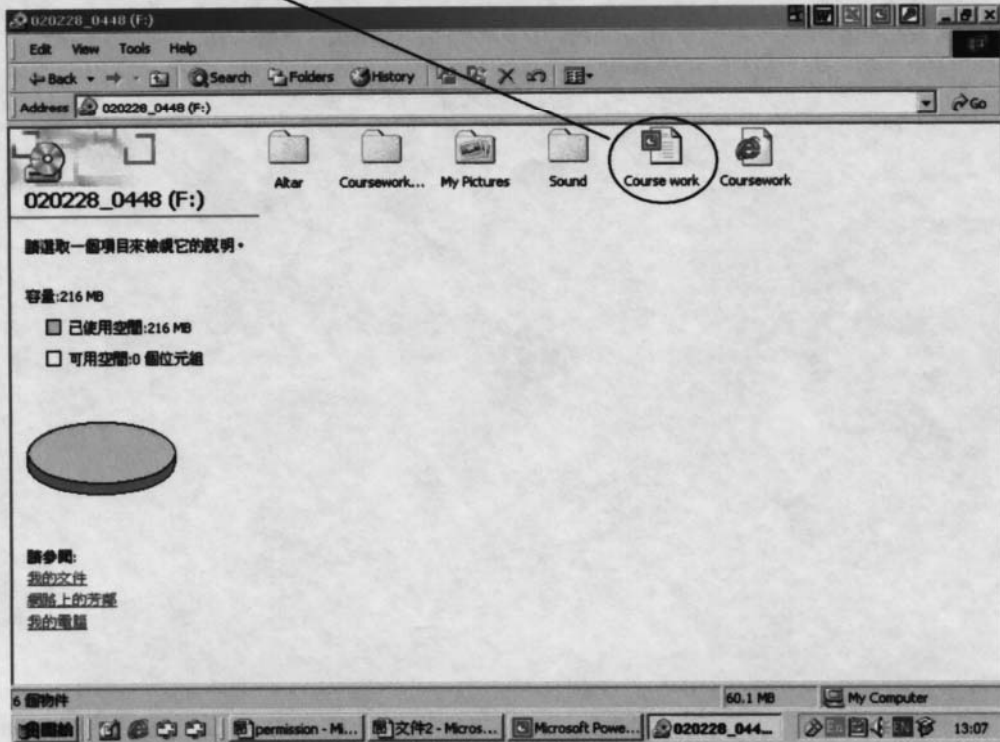 020228_0448 (F:)
Edit View Tools Help
Back Search Folders History
Address 020228_0448 (F:) Go
Altar Coursework... My Pictures Sound Course work Coursework
020228_0448 (F:)
請選取一個項目來檢視它的說明。
容量:216 MB
已使用空間:216 MB
可用空間:0 個位元組
請參閱:
我的文件
網路上的芳鄰
我的電腦
6 個物件 60.1 MB My Computer
開始 permission - Mi... 文件2 - Micros... Microsoft Powe... 020228_044... 13:07